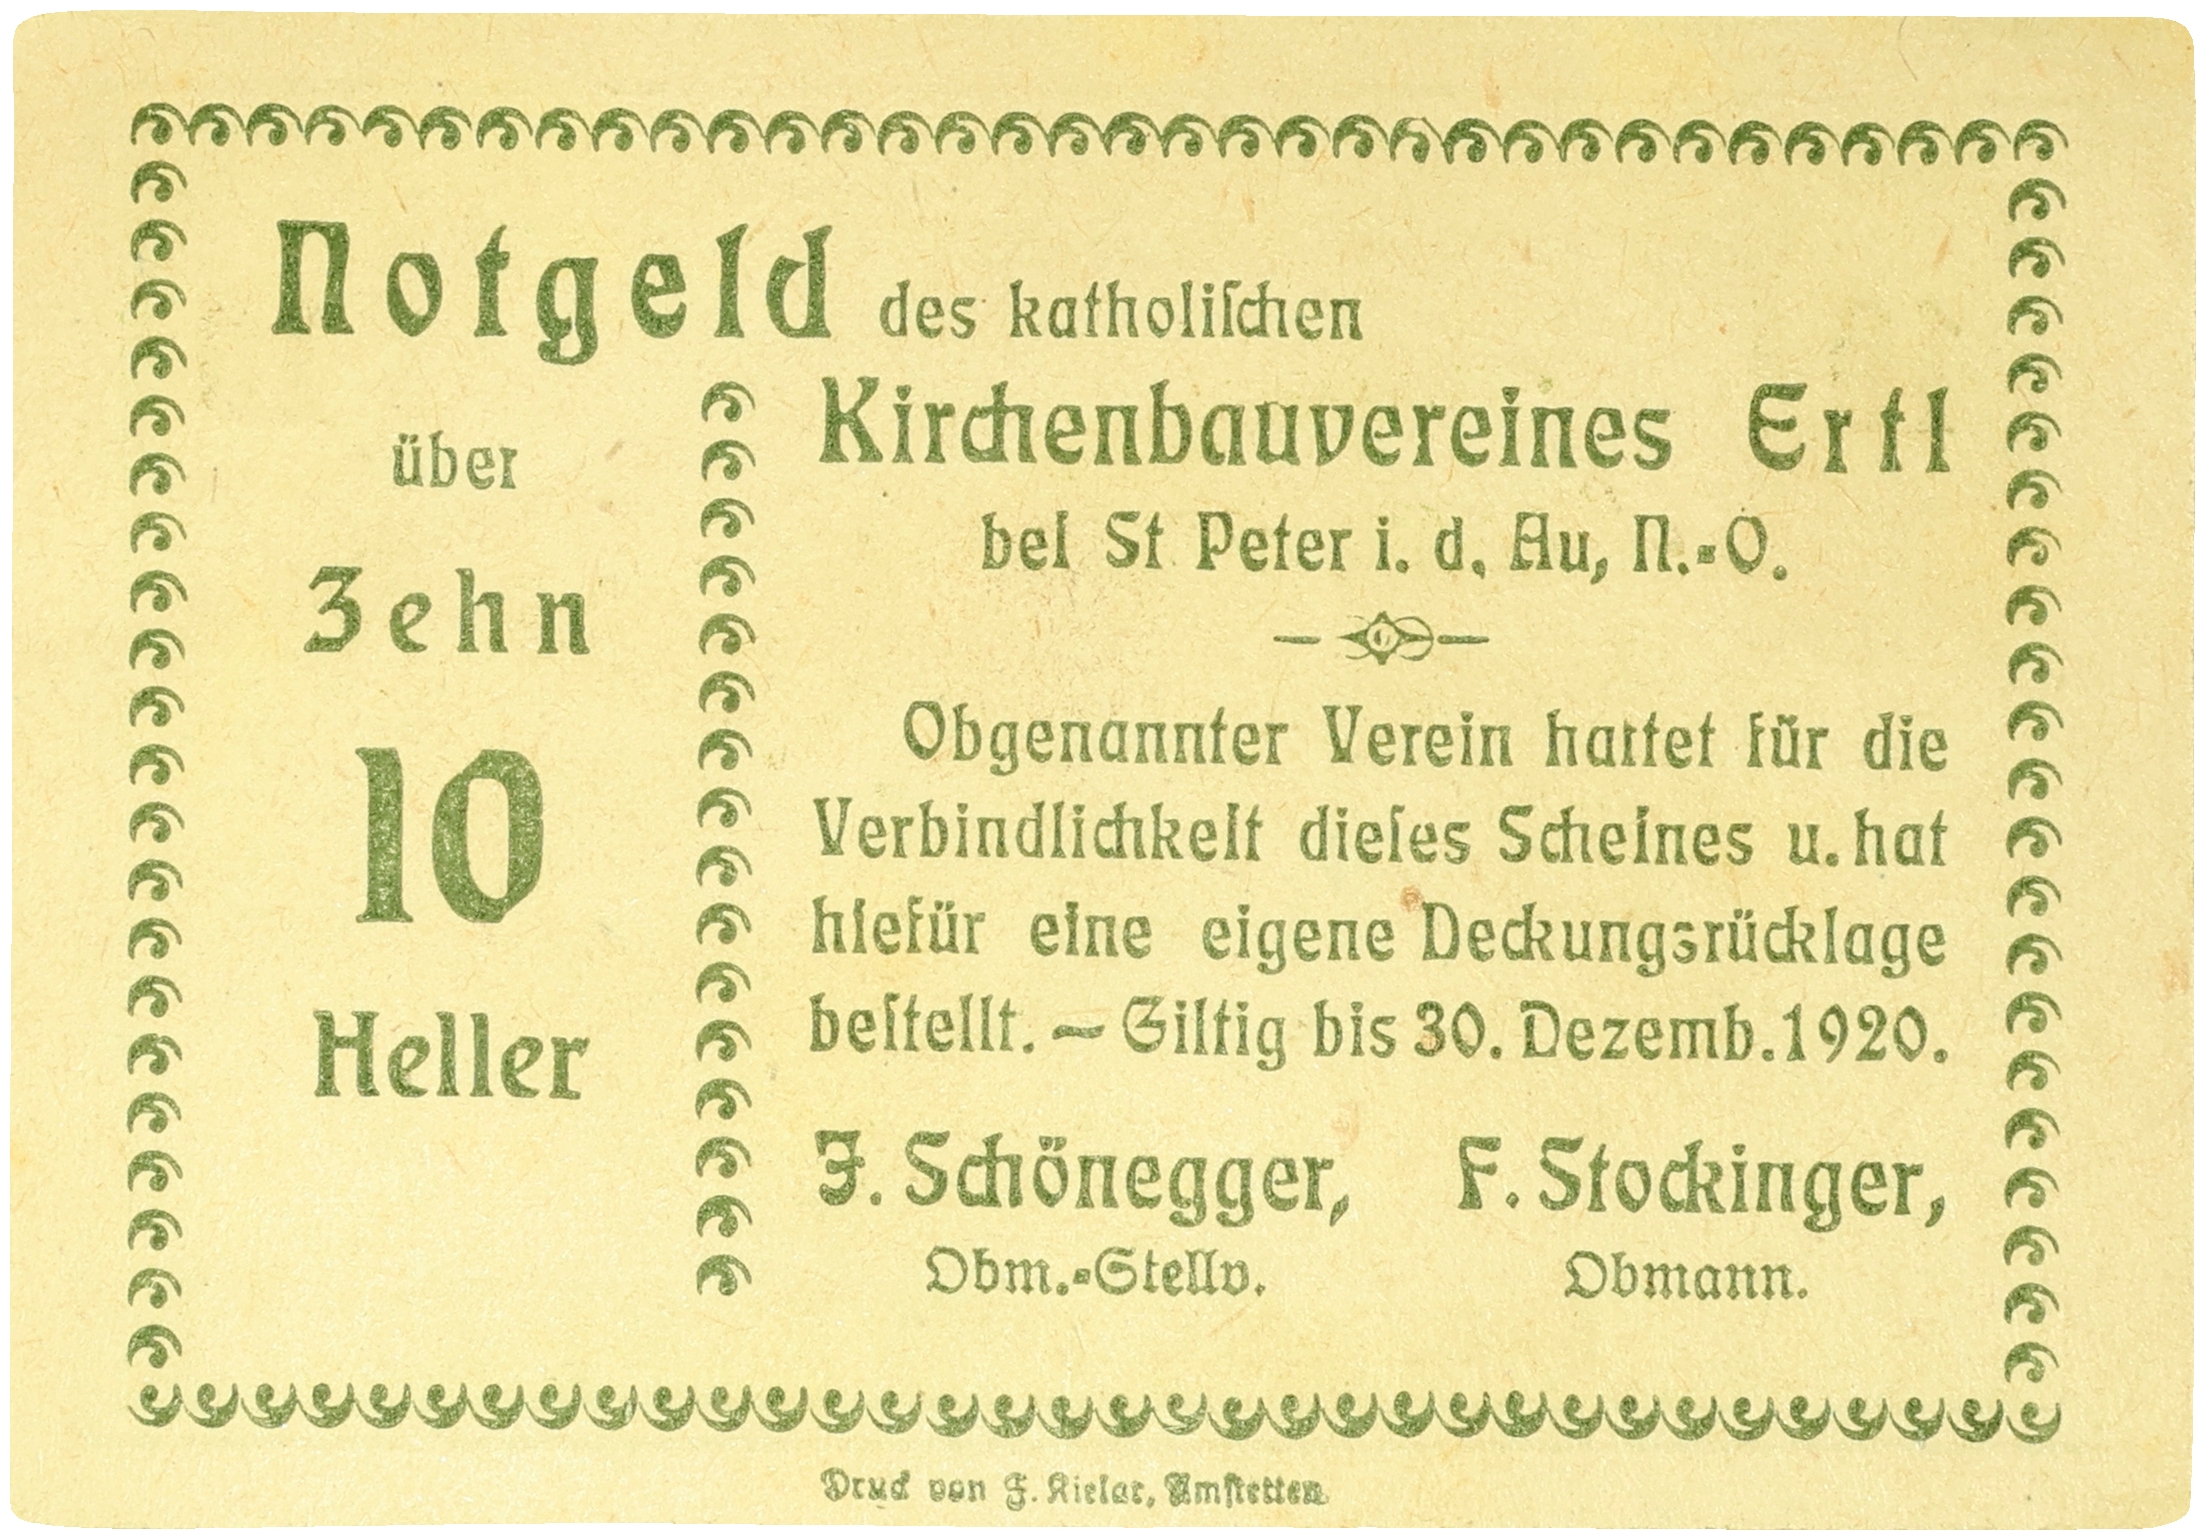 Notgeld des katholiſchen
Kirchenbauvereines Ertl
bei St Peter i. d. Au, N.-O.
über
Zehn
10
Heller
Obgenannter Verein haftet für die
Verbindlichkeit dieſes Scheines u. hat
hiefür eine eigene Deckungsrücklage
beſtellt. — Giltig bis 30. Dezemb. 1920.
J. Schönegger, F. Stockinger,
Obm.-Stellv. Obmann.
Druck von F. Amſtetten